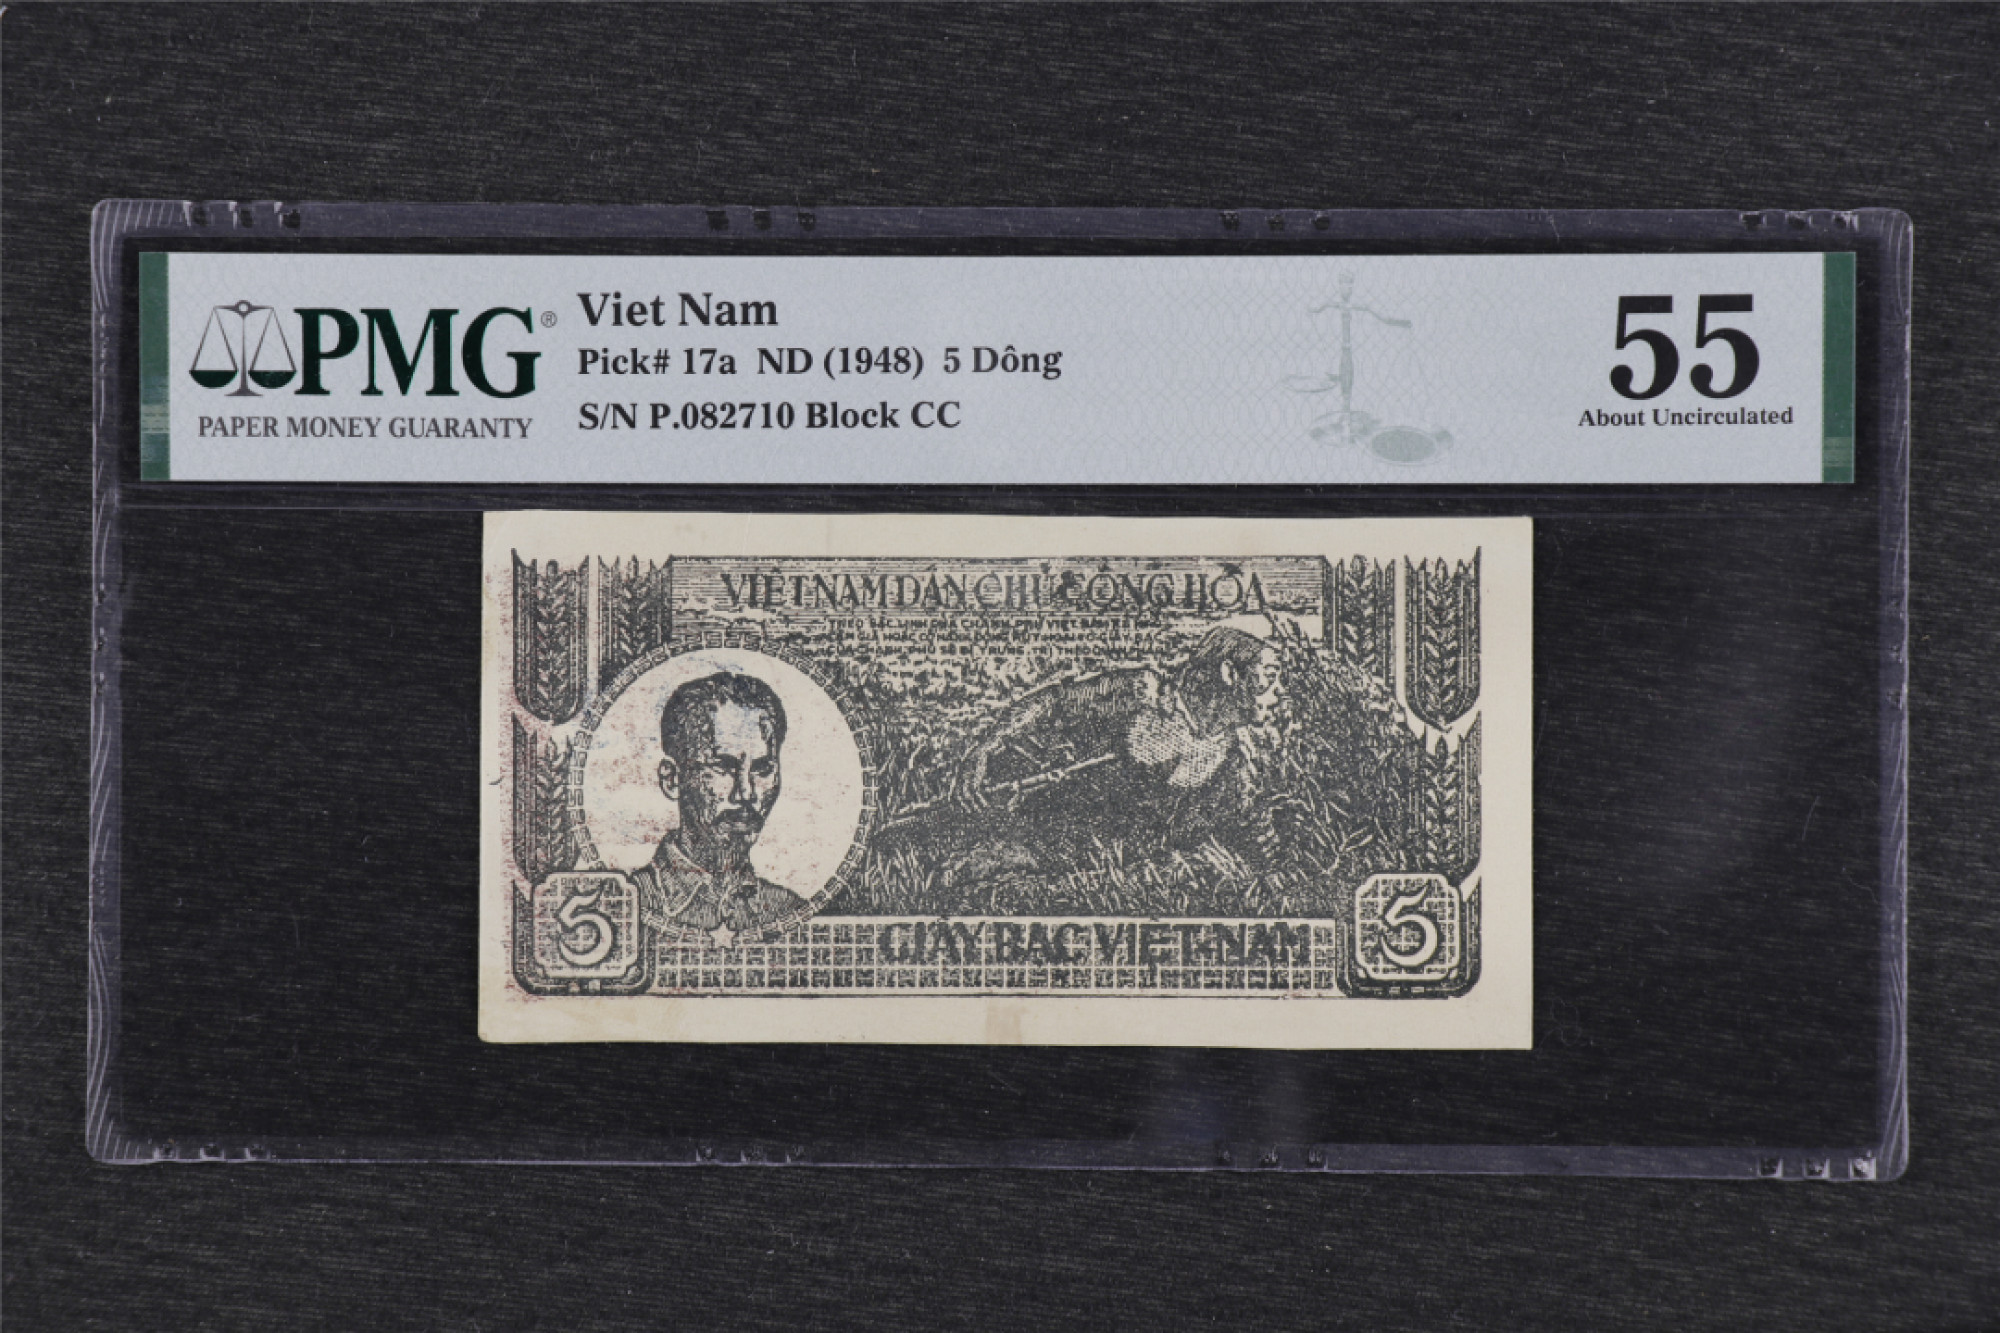 PMG®
PAPER MONEY GUARANTY
Viet Nam
Pick# 17a ND (1948) 5 Dông
S/N P.082710 Block CC
55
About Uncirculated
VIỆT NAM DÂN CHỦ CỘNG HÒA
5
GIẤY BẠC VIỆT-NAM
5